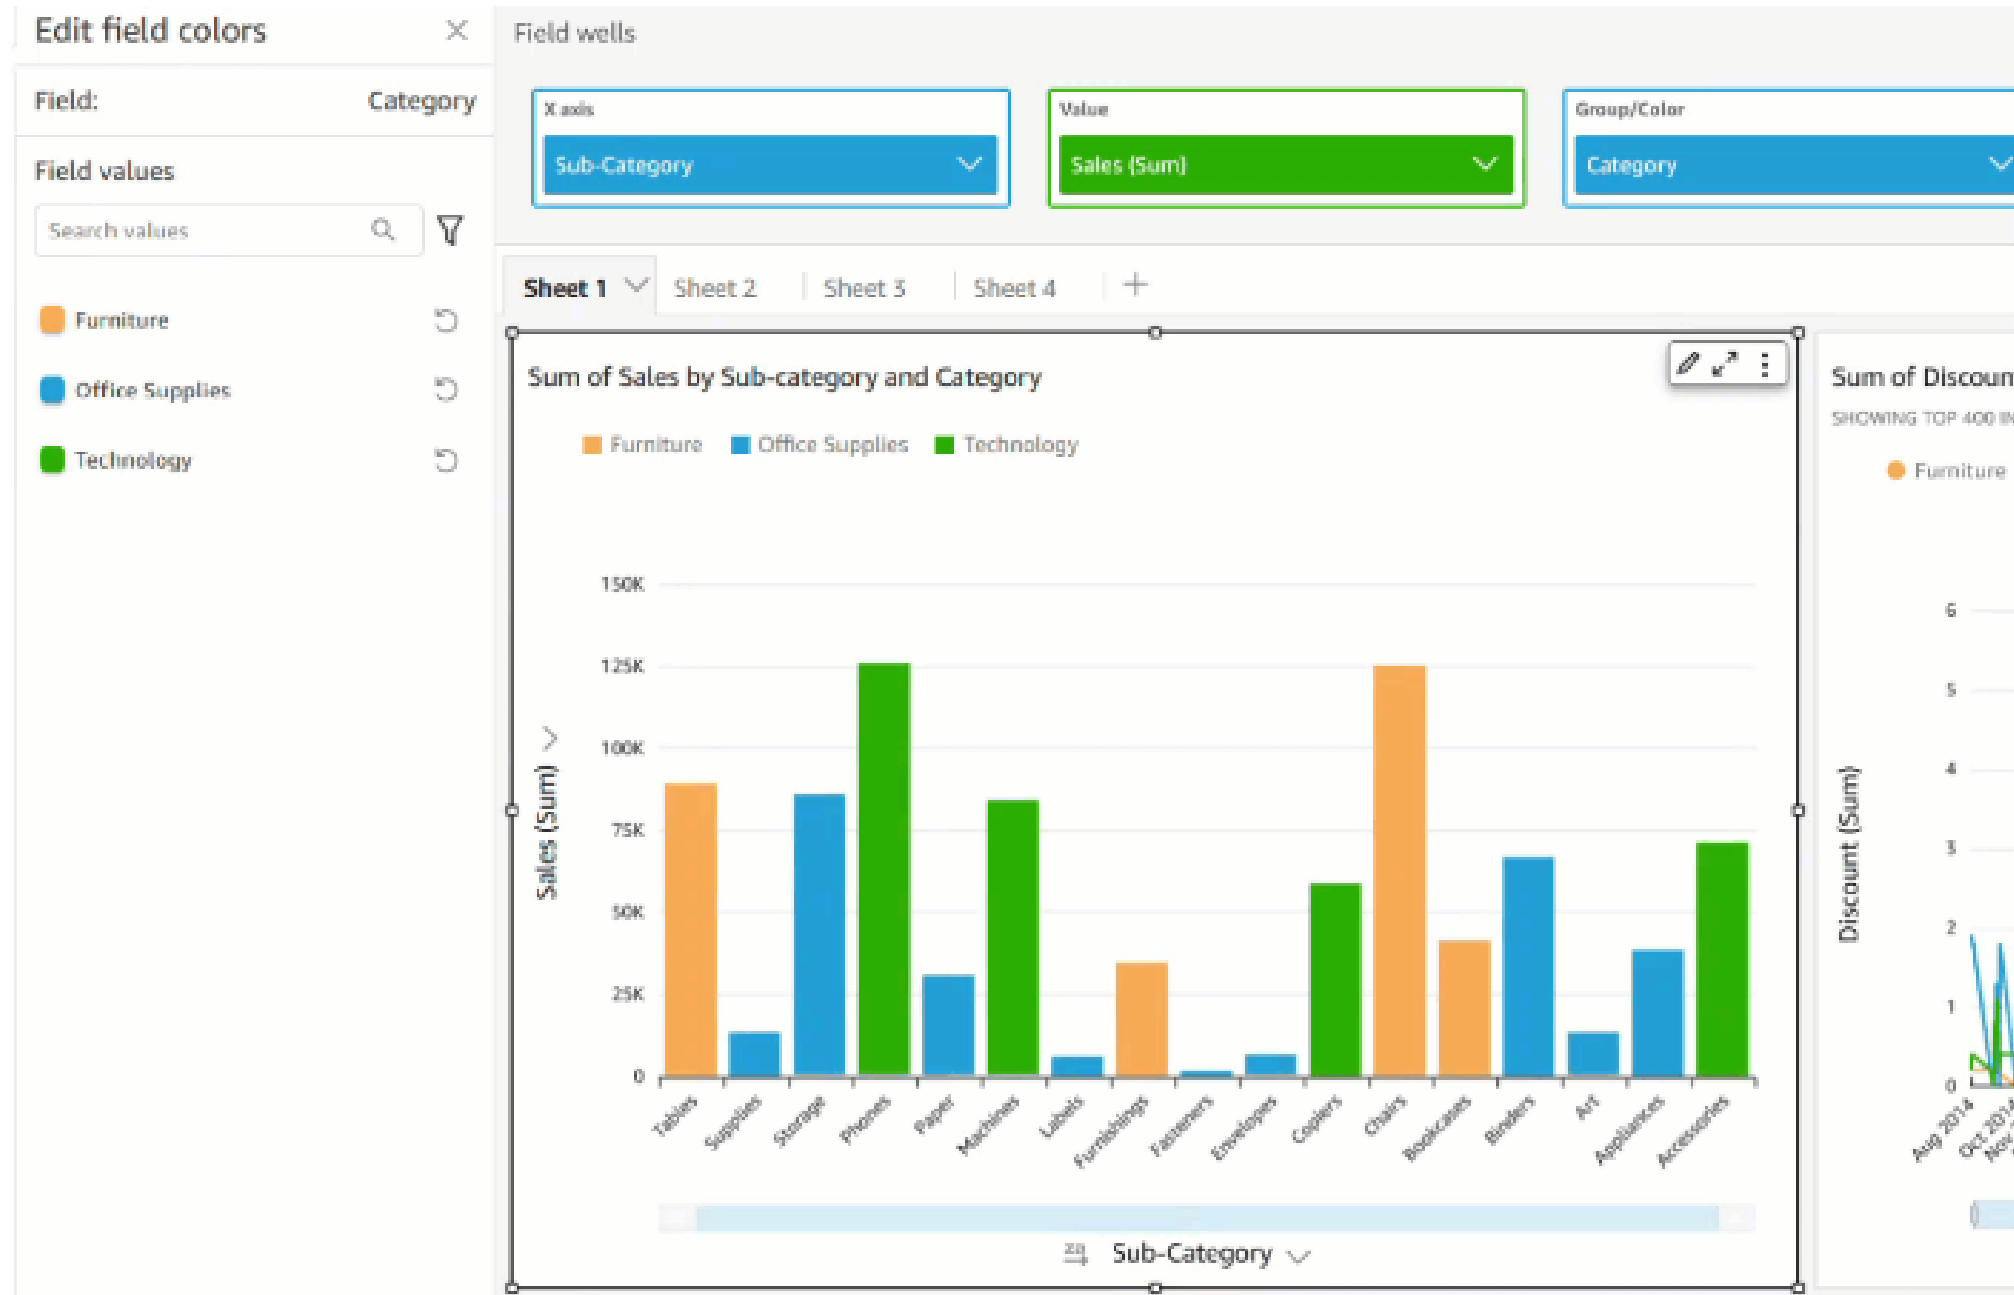 Edit field colors
Field: Category
Field values
Search values
Furniture
Office Supplies
Technology
Field wells
X axis
Sub-Category
Value
Sales (Sum)
Group/Color
Category
Sheet 1
Sheet 2
Sheet 3
Sheet 4
Sum of Sales by Sub-category and Category
Furniture Office Supplies Technology
150K
125K
100K
75K
50K
25K
0
Sales (Sum)
Tables
Supplies
Storage
Phones
Paper
Machines
Labels
Furnishings
Fasteners
Envelopes
Copiers
Chairs
Bookcases
Binders
Art
Appliances
Accessories
Sub-Category
Sum of Discoun
SHOWING TOP 400 IN
Furniture
6
5
4
3
2
1
0
Discount (Sum)
Aug 2014
Oct 2014
Nov